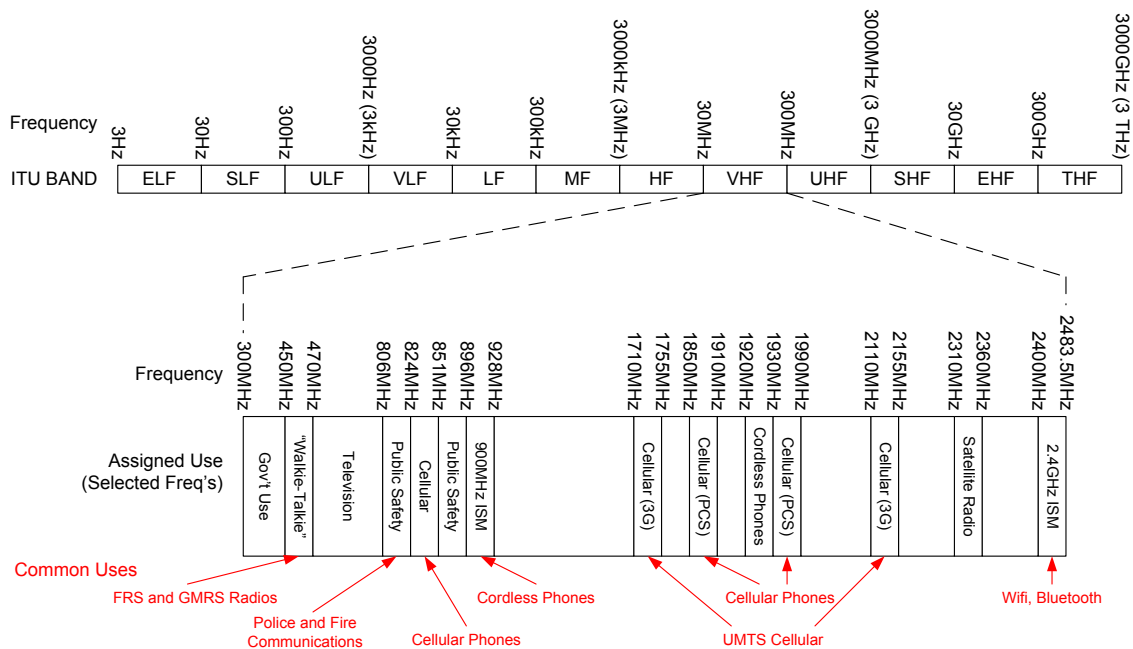 Frequency
3Hz
30Hz
300Hz
3000Hz (3kHz)
30kHz
300kHz
3000kHz (3MHz)
30MHz
300MHz
3000MHz (3 GHz)
30GHz
300GHz
3000GHz (3 THz)
ITU BAND
ELF
SLF
ULF
VLF
LF
MF
HF
VHF
UHF
SHF
EHF
THF
Frequency
300MHz
450MHz
470MHz
806MHz
824MHz
851MHz
896MHz
928MHz
1710MHz
1755MHz
1850MHz
1910MHz
1920MHz
1930MHz
1990MHz
2110MHz
2155MHz
2310MHz
2360MHz
2400MHz
2483.5MHz
Assigned Use
(Selected Freq's)
Gov't Use
"Walkie-Talkie"
Television
Public Safety
Cellular
Public Safety
900MHz ISM
Cellular (3G)
Cellular (PCS)
Cordless Phones
Cellular (PCS)
Cellular (3G)
Satellite Radio
2.4GHz ISM
Common Uses
FRS and GMRS Radios
Police and Fire
Communications
Cellular Phones
Cordless Phones
UMTS Cellular
Cellular Phones
Wifi, Bluetooth